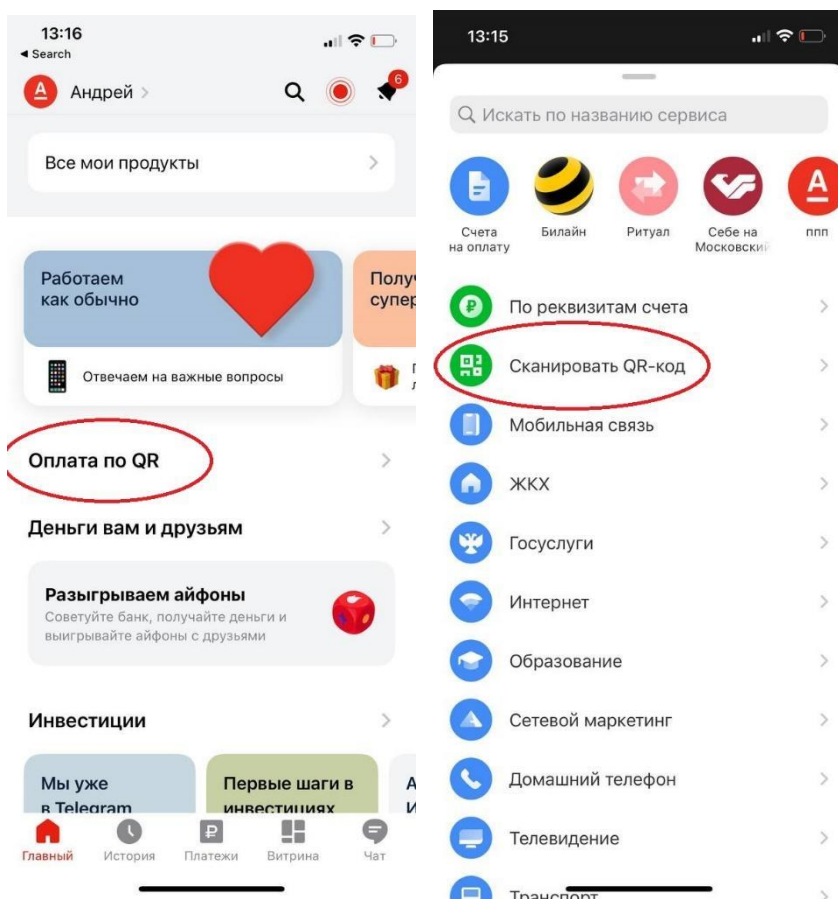 13:16
◂ Search
А
Андрей
6
Все мои продукты
Работаем
как обычно
Отвечаем на важные вопросы
Оплата по QR
Деньги вам и друзьям
Разыгрываем айфоны
Советуйте банк, получайте деньги и
выигрывайте айфоны с друзьями
Инвестиции
Мы уже
в Telegram
Первые шаги в
инвестициях
Главный
История
Платежи
Витрина
Чат
13:15
Искать по названию сервиса
Счета
на оплату
Билайн
Ритуал
Себе на
Московский
А
ппп
По реквизитам счета
Сканировать QR-код
Мобильная связь
ЖКХ
Госуслуги
Интернет
Образование
Сетевой маркетинг
Домашний телефон
Телевидение
Транспорт